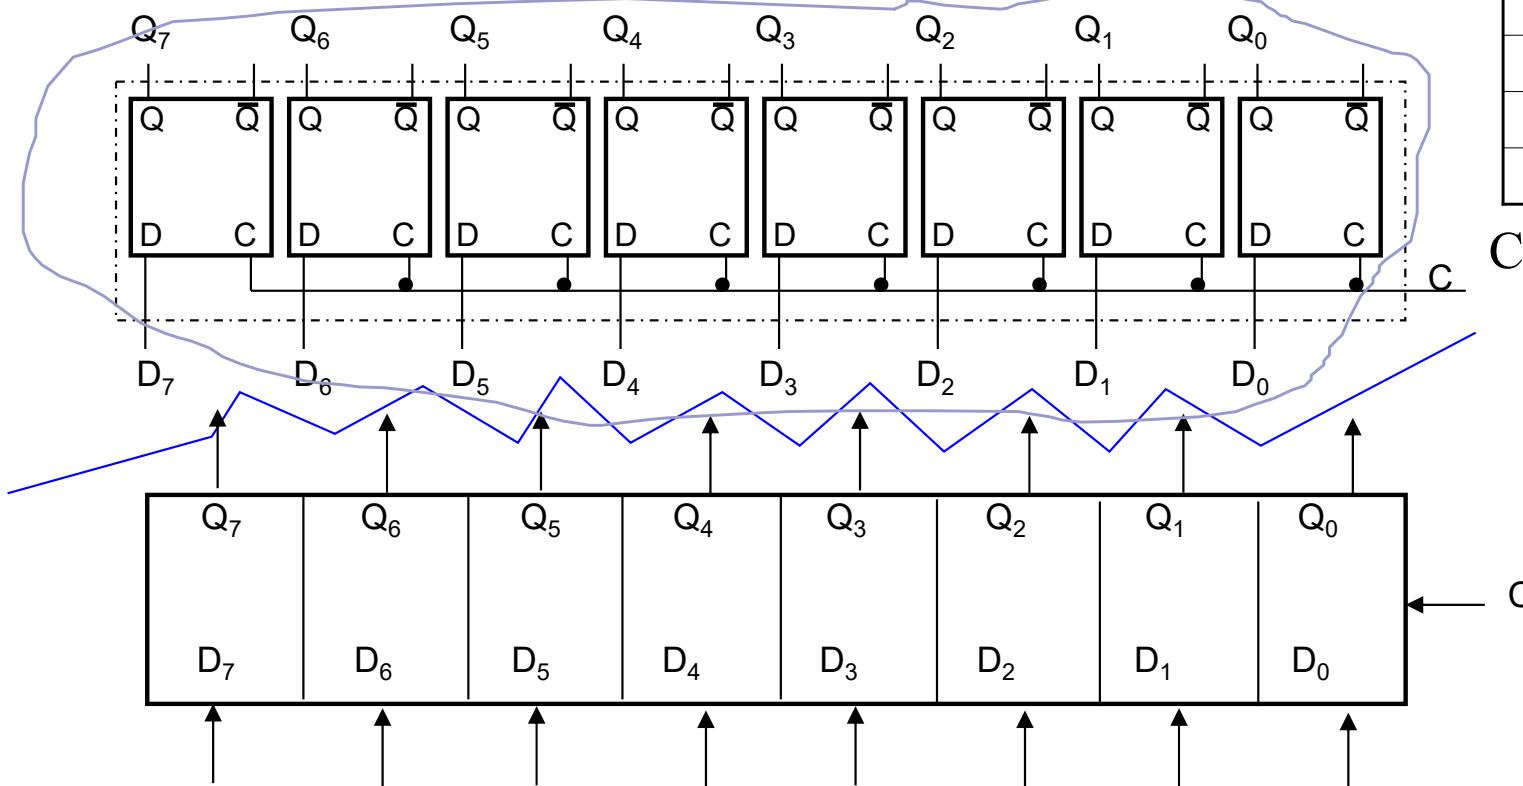 Q7 Q6 Q5 Q4 Q3 Q2 Q1 Q0
Q Q̅ Q Q̅ Q Q̅ Q Q̅ Q Q̅ Q Q̅ Q Q̅ Q Q̅
D C D C D C D C D C D C D C D C
C
C
D7 D6 D5 D4 D3 D2 D1 D0
Q7 Q6 Q5 Q4 Q3 Q2 Q1 Q0
D7 D6 D5 D4 D3 D2 D1 D0